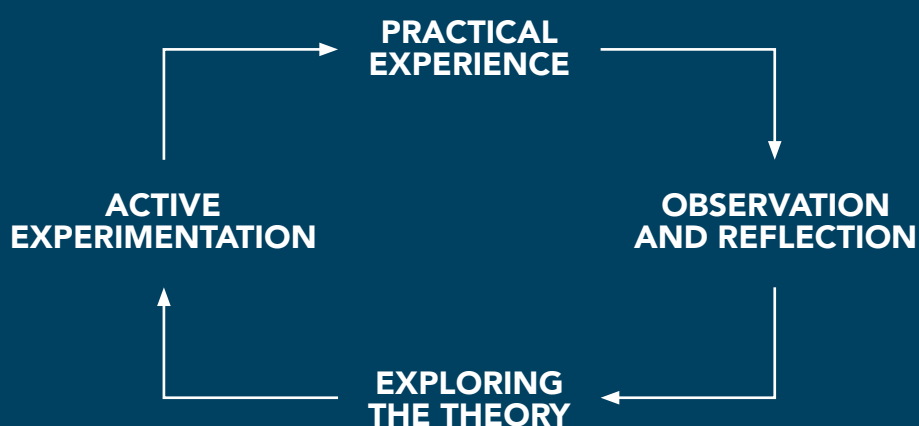 PRACTICAL
EXPERIENCE
ACTIVE
EXPERIMENTATION
OBSERVATION
AND REFLECTION
EXPLORING
THE THEORY